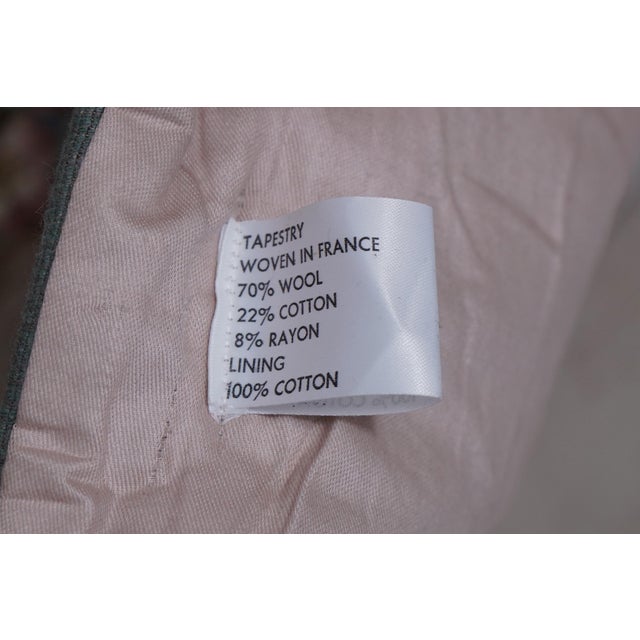 TAPESTRY
WOVEN IN FRANCE
70% WOOL
22% COTTON
8% RAYON
LINING
100% COTTON